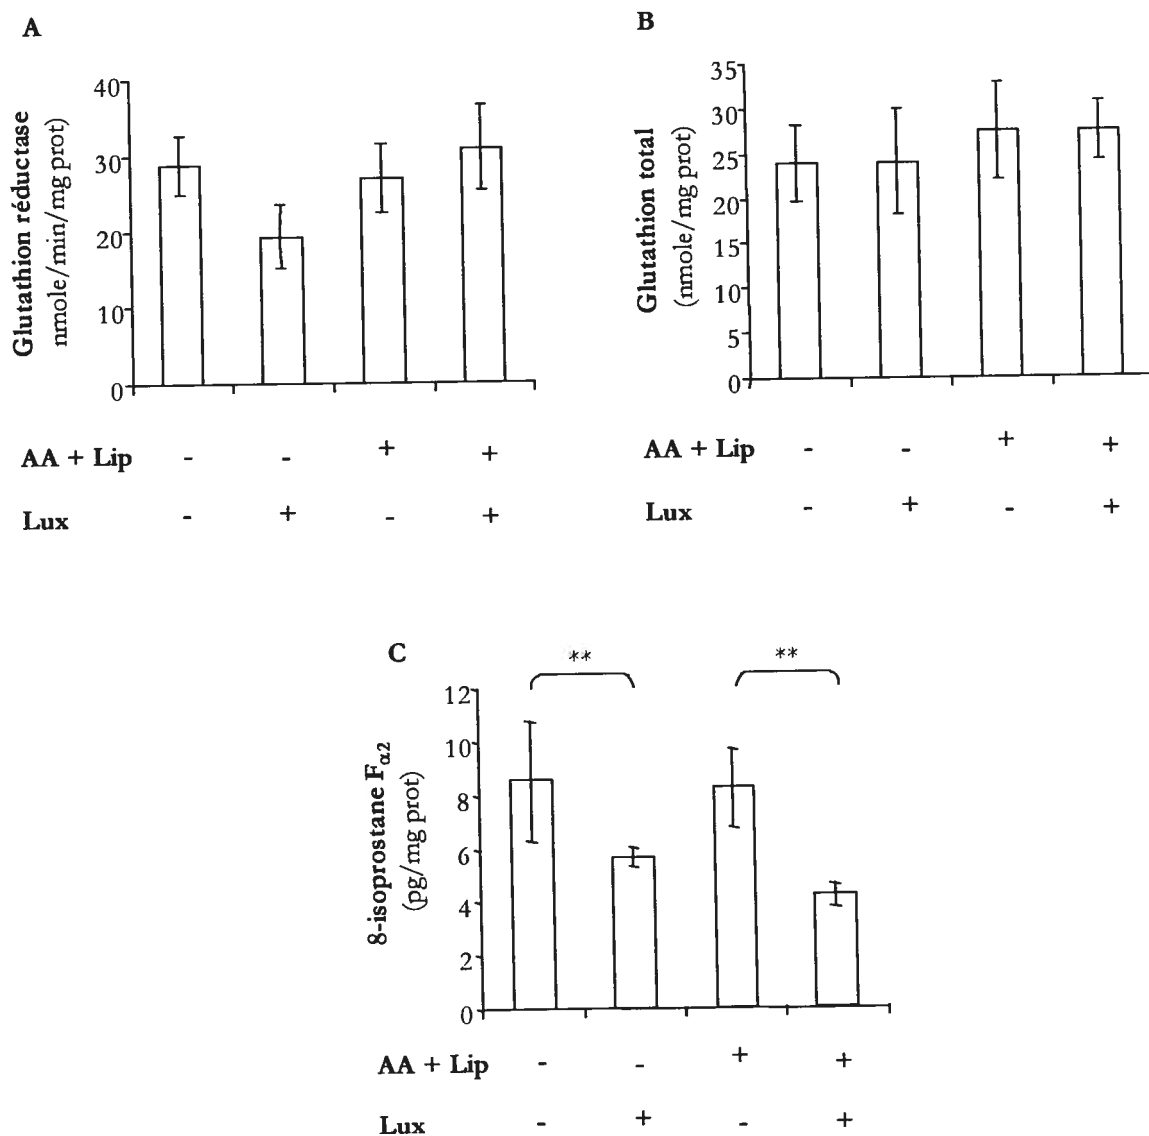 A
Glutathion réductase
nmole/min/mg prot)
40
30
20
10
0
AA + Lip - - + +
Lux - + - +
B
Glutathion total
(nmole/mg prot)
35
30
25
20
15
10
5
0
AA + Lip - - + +
Lux - + - +
C
** **
8-isoprostane Fα2
(pg/mg prot)
12
10
8
6
4
2
0
AA + Lip - - + +
Lux - + - +